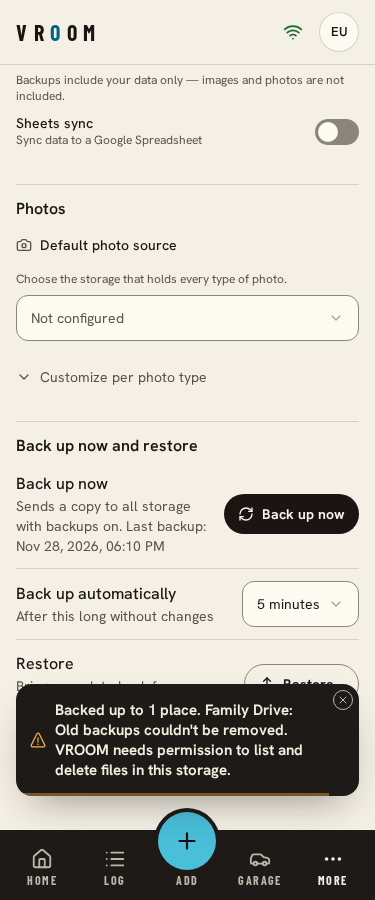 VROOM
EU
Backups include your data only — images and photos are not
included.
Sheets sync
Sync data to a Google Spreadsheet
Photos
Default photo source
Choose the storage that holds every type of photo.
Not configured
Customize per photo type
Back up now and restore
Back up now
Sends a copy to all storage
with backups on. Last backup:
Nov 28, 2026, 06:10 PM
Back up now
Back up automatically
After this long without changes
5 minutes
Restore
Restore
Backed up to 1 place. Family Drive:
Old backups couldn't be removed.
VROOM needs permission to list and
delete files in this storage.
HOME
LOG
ADD
GARAGE
MORE